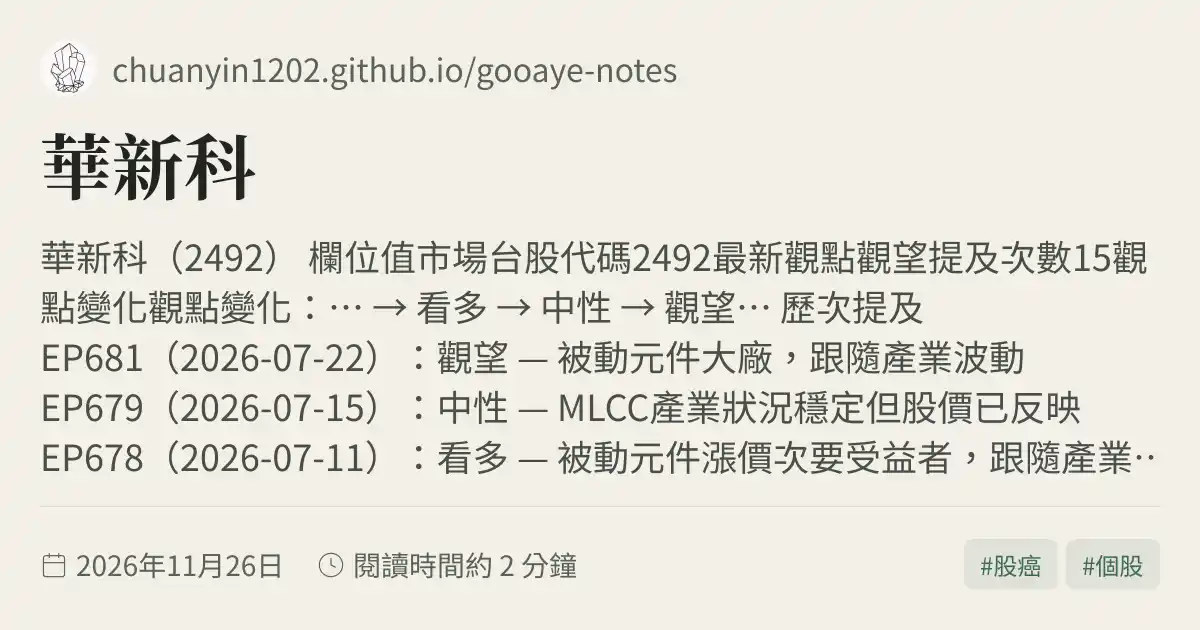 chuanyin1202.github.io/gooaye-notes
華新科
華新科（2492） 欄位值市場台股代碼2492最新觀點觀望提及次數15觀
點變化觀點變化：… → 看多 → 中性 → 觀望… 歷次提及
EP681（2026-07-22）：觀望 — 被動元件大廠，跟隨產業波動
EP679（2026-07-15）：中性 — MLCC產業狀況穩定但股價已反映
EP678（2026-07-11）：看多 — 被動元件漲價次要受益者，跟隨產業…
2026年11月26日 閱讀時間約 2 分鐘 #股癌 #個股